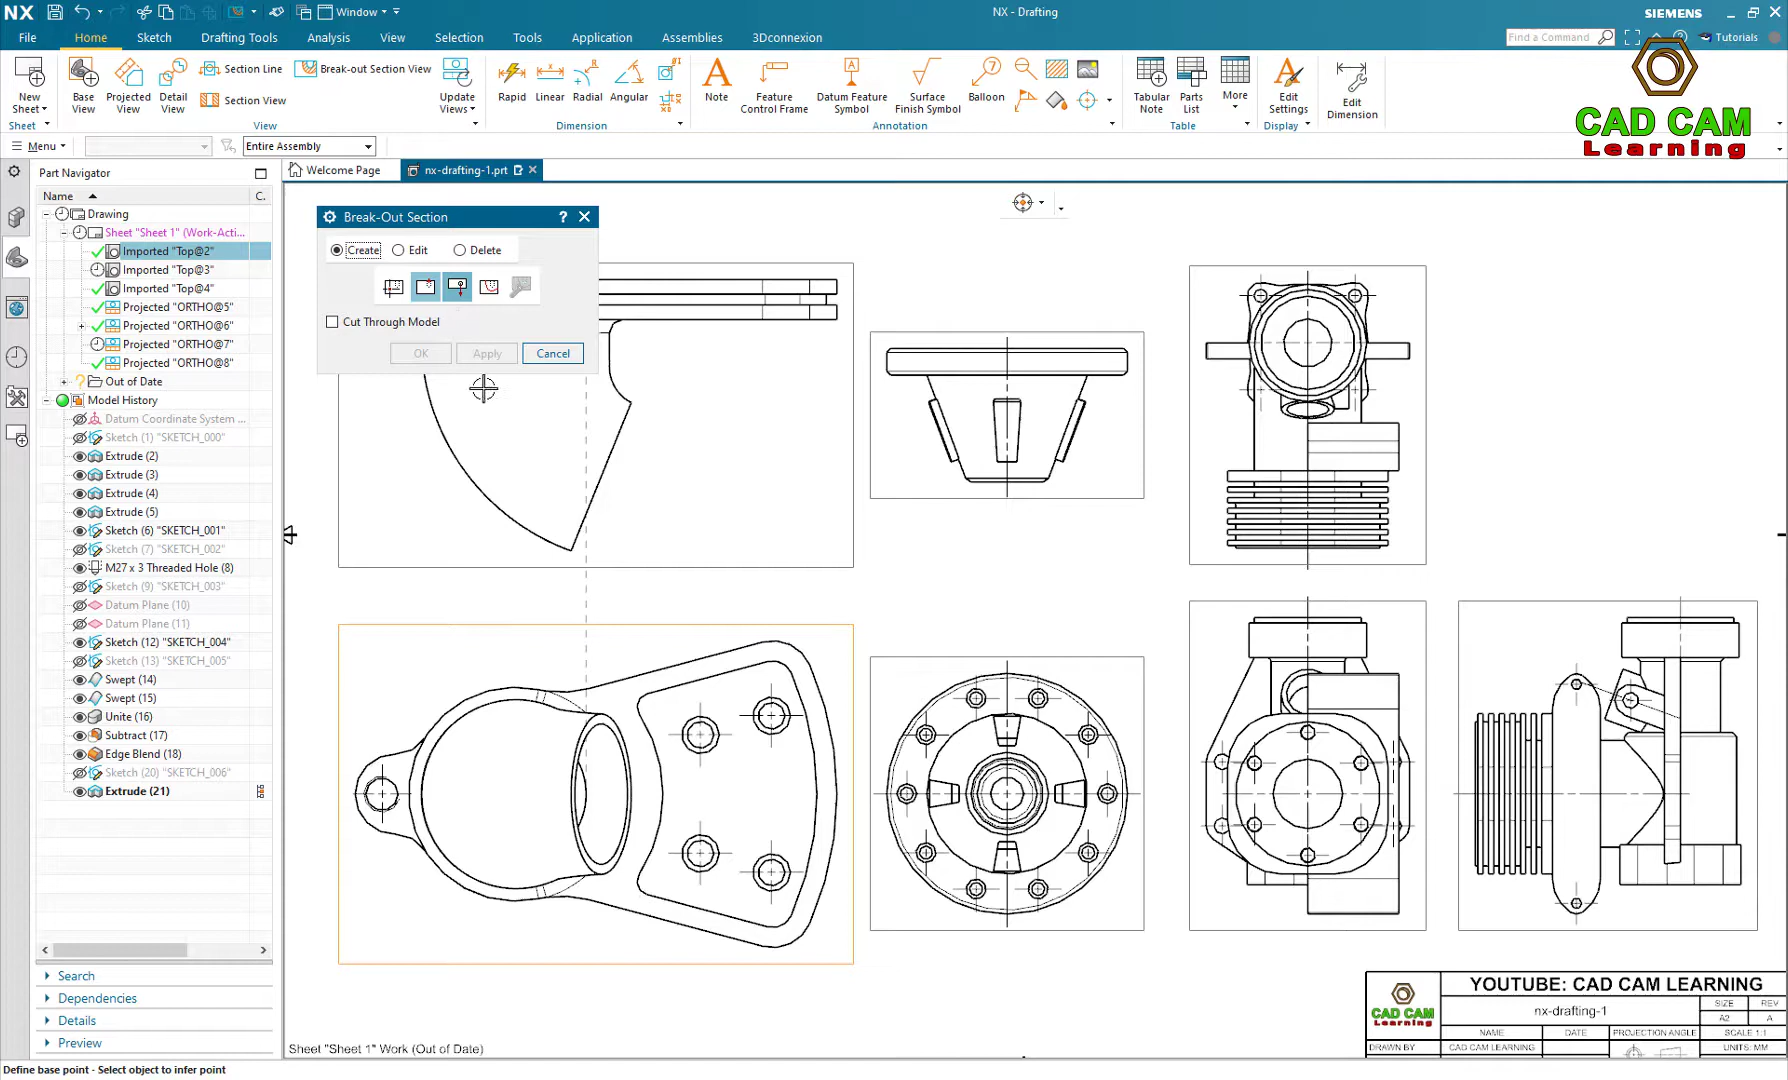 NX
Window
NX - Drafting
SIEMENS
File
Home
Sketch
Drafting Tools
Analysis
View
Selection
Tools
Application
Assemblies
3Dconnexion
Find a Command
Tutorials
New Sheet
Sheet
Base View
Projected View
Detail View
Section Line
Section View
Break-out Section View
Update Views
View
Rapid
Linear
Radial
Angular
Dimension
Note
Feature Control Frame
Datum Feature Symbol
Surface Finish Symbol
Balloon
Annotation
Tabular Note
Parts List
More
Table
Edit Settings
Display
Edit Dimension
CAD CAM
Learning
Menu
Entire Assembly
Part Navigator
Welcome Page
nx-drafting-1.prt
Name
C.
Drawing
Sheet "Sheet 1" (Work-Acti...
Imported "Top@2"
Imported "Top@3"
Imported "Top@4"
Projected "ORTHO@5"
Projected "ORTHO@6"
Projected "ORTHO@7"
Projected "ORTHO@8"
Out of Date
Model History
Datum Coordinate System ...
Sketch (1) "SKETCH_000"
Extrude (2)
Extrude (3)
Extrude (4)
Extrude (5)
Sketch (6) "SKETCH_001"
Sketch (7) "SKETCH_002"
M27 x 3 Threaded Hole (8)
Sketch (9) "SKETCH_003"
Datum Plane (10)
Datum Plane (11)
Sketch (12) "SKETCH_004"
Sketch (13) "SKETCH_005"
Swept (14)
Swept (15)
Unite (16)
Subtract (17)
Edge Blend (18)
Sketch (20) "SKETCH_006"
Extrude (21)
Search
Dependencies
Details
Preview
Break-Out Section
?
Create
Edit
Delete
Cut Through Model
OK
Apply
Cancel
YOUTUBE: CAD CAM LEARNING
nx-drafting-1
SIZE
REV
A2
A
CAD CAM
Learning
NAME
DATE
PROJECTION ANGLE
SCALE 1:1
DRAWN BY
CAD CAM LEARNING
UNITS: MM
Sheet "Sheet 1" Work (Out of Date)
Define base point - Select object to infer point